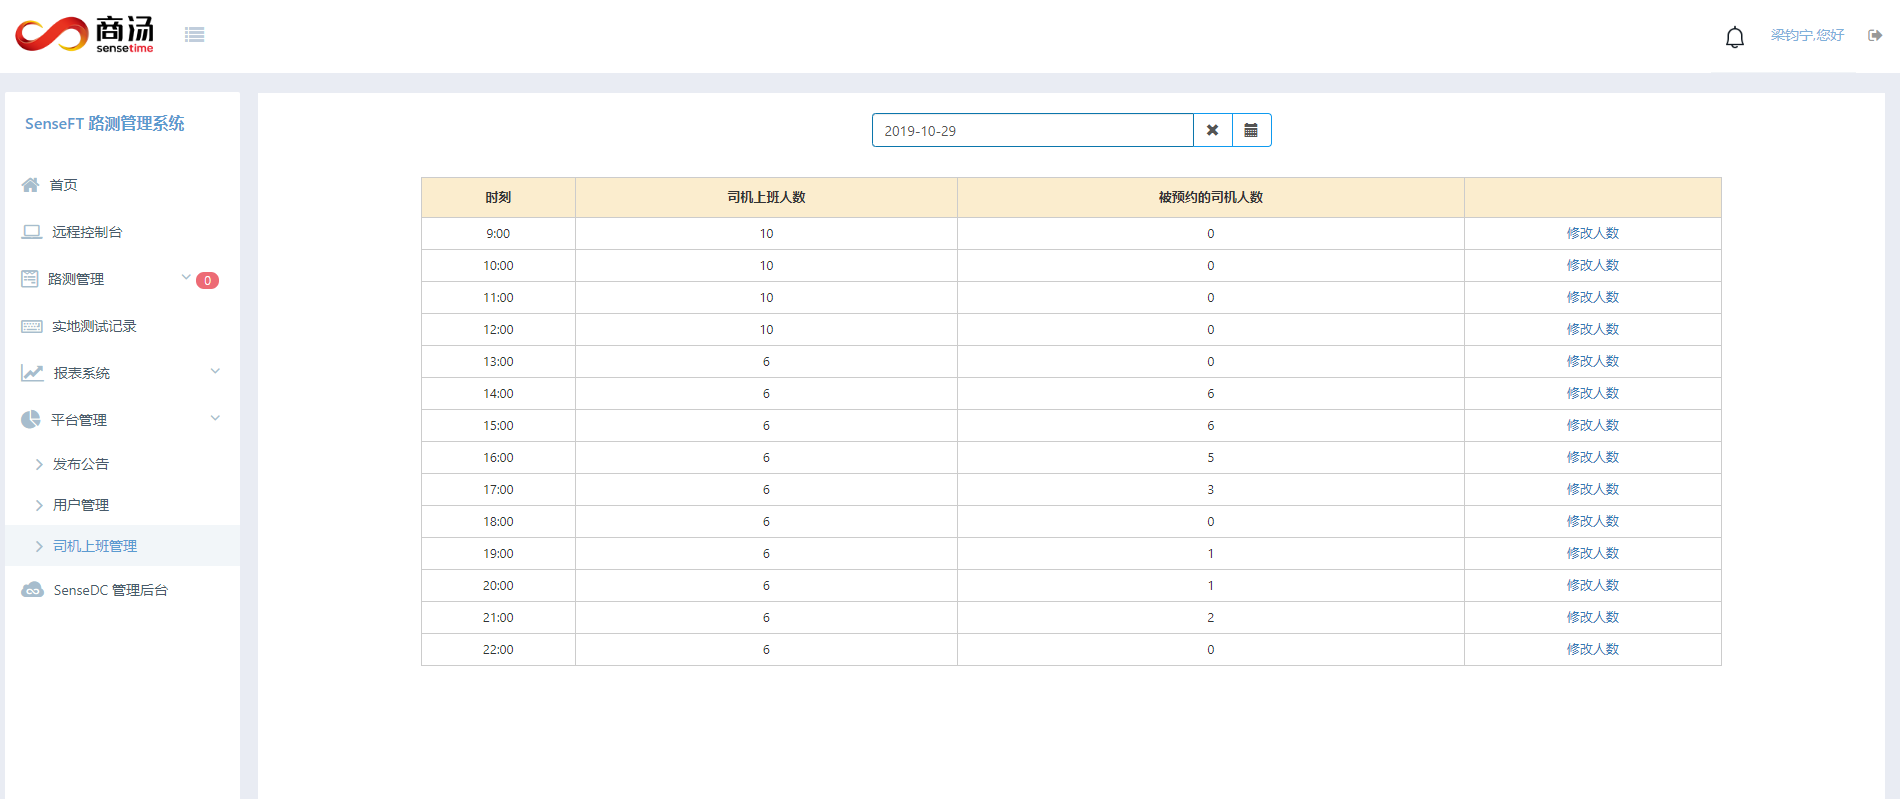 商汤
sensetime
梁钧宁,您好
SenseFT 路测管理系统
首页
远程控制台
路测管理 0
实地测试记录
报表系统
平台管理
发布公告
用户管理
司机上班管理
SenseDC 管理后台
2019-10-29
时刻 司机上班人数 被预约的司机人数
9:00 10 0 修改人数
10:00 10 0 修改人数
11:00 10 0 修改人数
12:00 10 0 修改人数
13:00 6 0 修改人数
14:00 6 6 修改人数
15:00 6 6 修改人数
16:00 6 5 修改人数
17:00 6 3 修改人数
18:00 6 0 修改人数
19:00 6 1 修改人数
20:00 6 1 修改人数
21:00 6 2 修改人数
22:00 6 0 修改人数